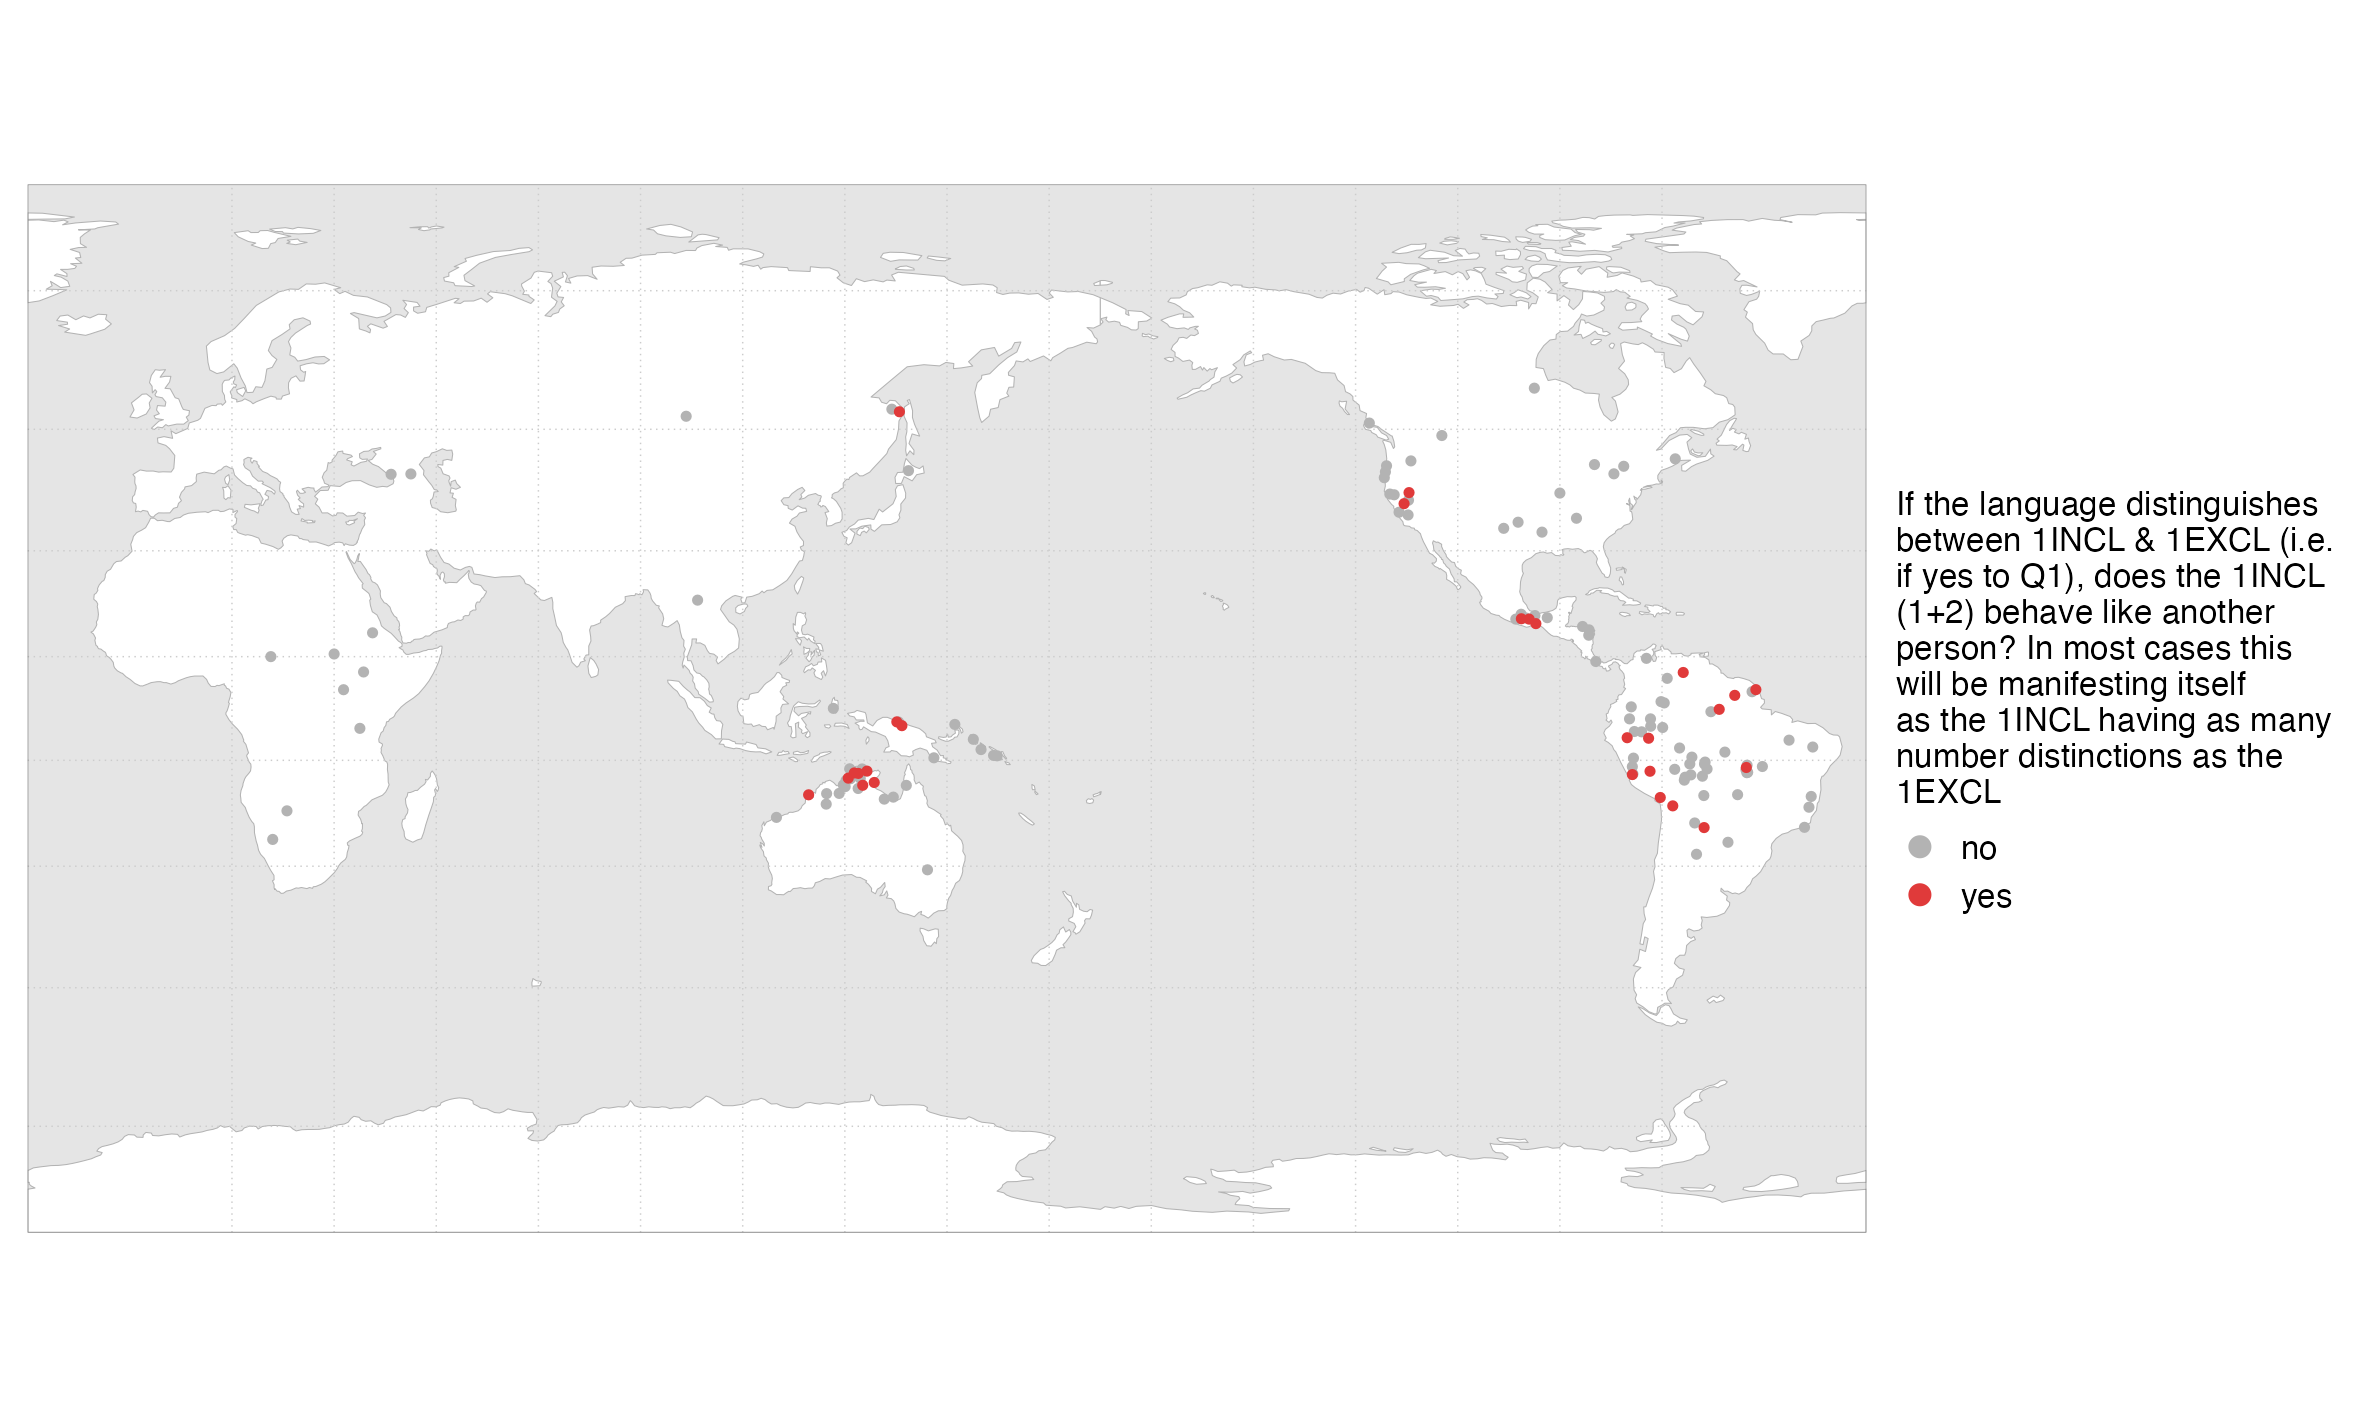 If the language distinguishes
between 1INCL & 1EXCL (i.e.
if yes to Q1), does the 1INCL
(1+2) behave like another
person? In most cases this
will be manifesting itself
as the 1INCL having as many
number distinctions as the
1EXCL
no
yes